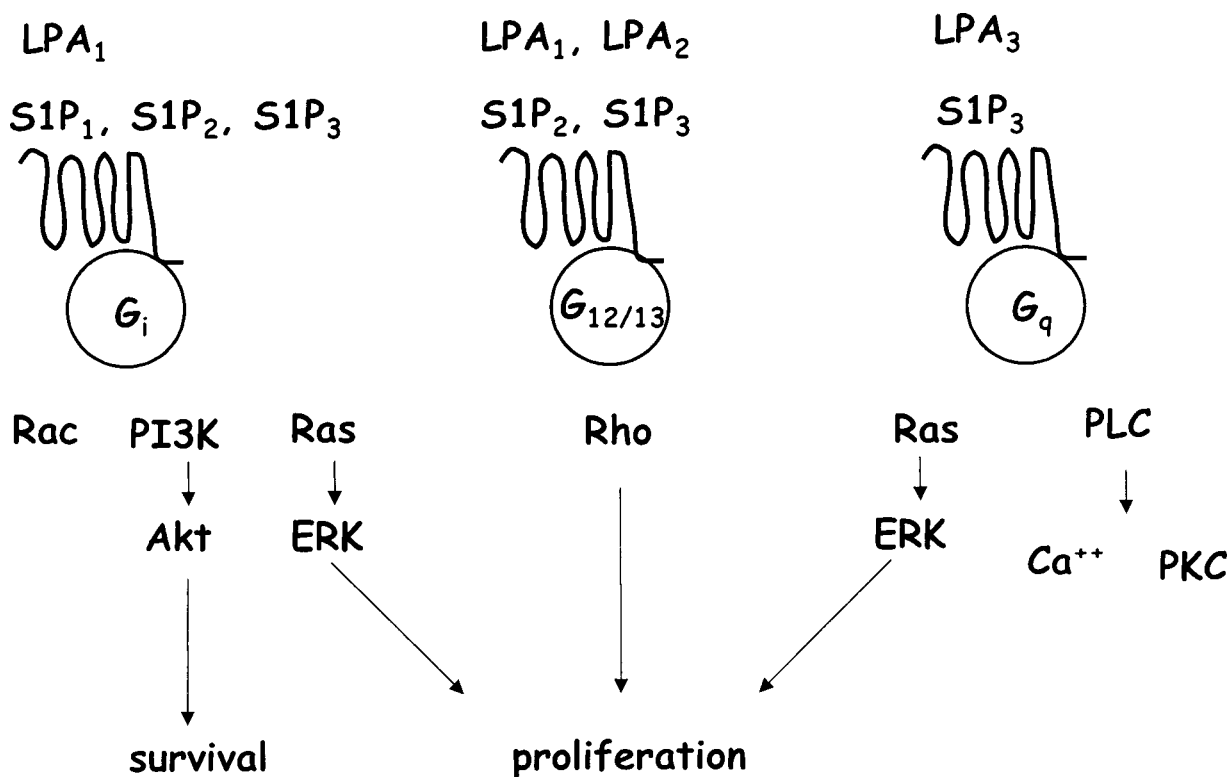 LPA₁ LPA₁, LPA₂ LPA₃
S1P₁, S1P₂, S1P₃ S1P₂, S1P₃ S1P₃
Gᵢ G₁₂/₁₃ G_q
Rac PI3K Ras Rho Ras PLC
Akt ERK ERK Ca⁺⁺ PKC
survival proliferation